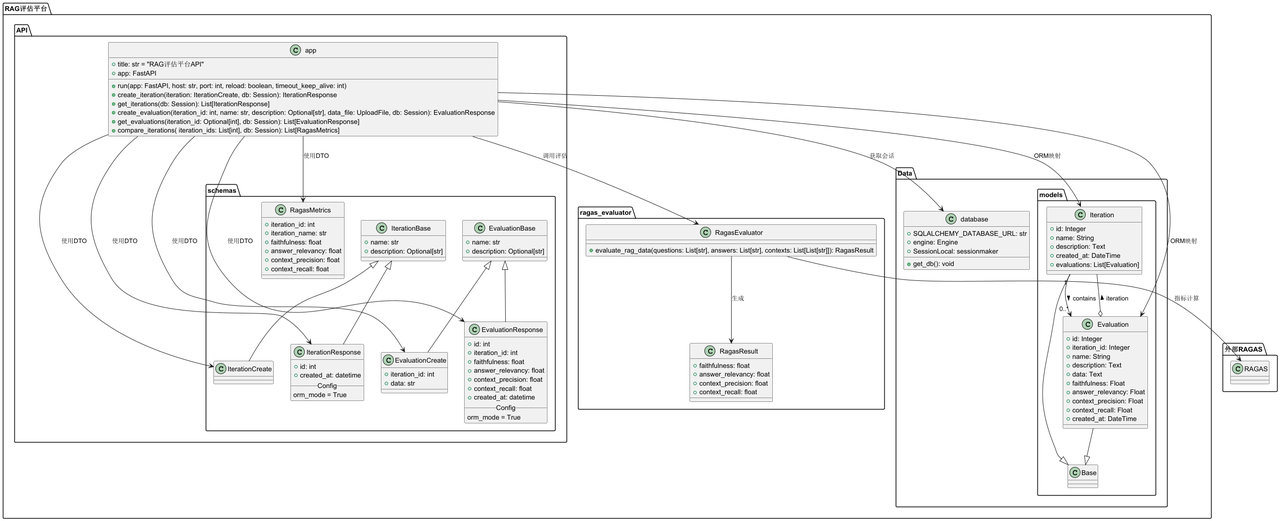 RAG评估平台
API
C app
title: str = "RAG评估平台API"
app: FastAPI
run(app: FastAPI, host: str, port: int, reload: boolean, timeout_keep_alive: int)
create_iteration(iteration: IterationCreate, db: Session): IterationResponse
get_iterations(db: Session): List[IterationResponse]
create_evaluation(iteration_id: int, name: str, description: Optional[str], data_file: UploadFile, db: Session): EvaluationResponse
get_evaluations(iteration_id: Optional[int], db: Session): List[EvaluationResponse]
compare_iterations( iteration_ids: List[int], db: Session): List[RagasMetrics]
使用DTO
调用评估
获取会话
ORM映射
schemas
C RagasMetrics
iteration_id: int
iteration_name: str
faithfulness: float
answer_relevancy: float
context_precision: float
context_recall: float
C IterationBase
name: str
description: Optional[str]
C EvaluationBase
name: str
description: Optional[str]
使用DTO
使用DTO
使用DTO
C IterationCreate
C IterationResponse
id: int
created_at: datetime
Config
orm_mode = True
C EvaluationCreate
iteration_id: int
data: str
C EvaluationResponse
id: int
iteration_id: int
faithfulness: float
answer_relevancy: float
context_precision: float
context_recall: float
created_at: datetime
Config
orm_mode = True
ragas_evaluator
C RagasEvaluator
evaluate_rag_data(questions: List[str], answers: List[str], contexts: List[List[str]]): RagasResult
生成
C RagasResult
faithfulness: float
answer_relevancy: float
context_precision: float
context_recall: float
Data
C database
SQLALCHEMY_DATABASE_URL: str
engine: Engine
SessionLocal: sessionmaker
get_db(): void
models
C Iteration
id: Integer
name: String
description: Text
created_at: DateTime
evaluations: List[Evaluation]
ORM映射
contains
iteration
C Evaluation
id: Integer
iteration_id: Integer
name: String
description: Text
data: Text
faithfulness: Float
answer_relevancy: Float
context_precision: Float
context_recall: Float
created_at: DateTime
C Base
指标计算
外部RAGAS
C RAGAS